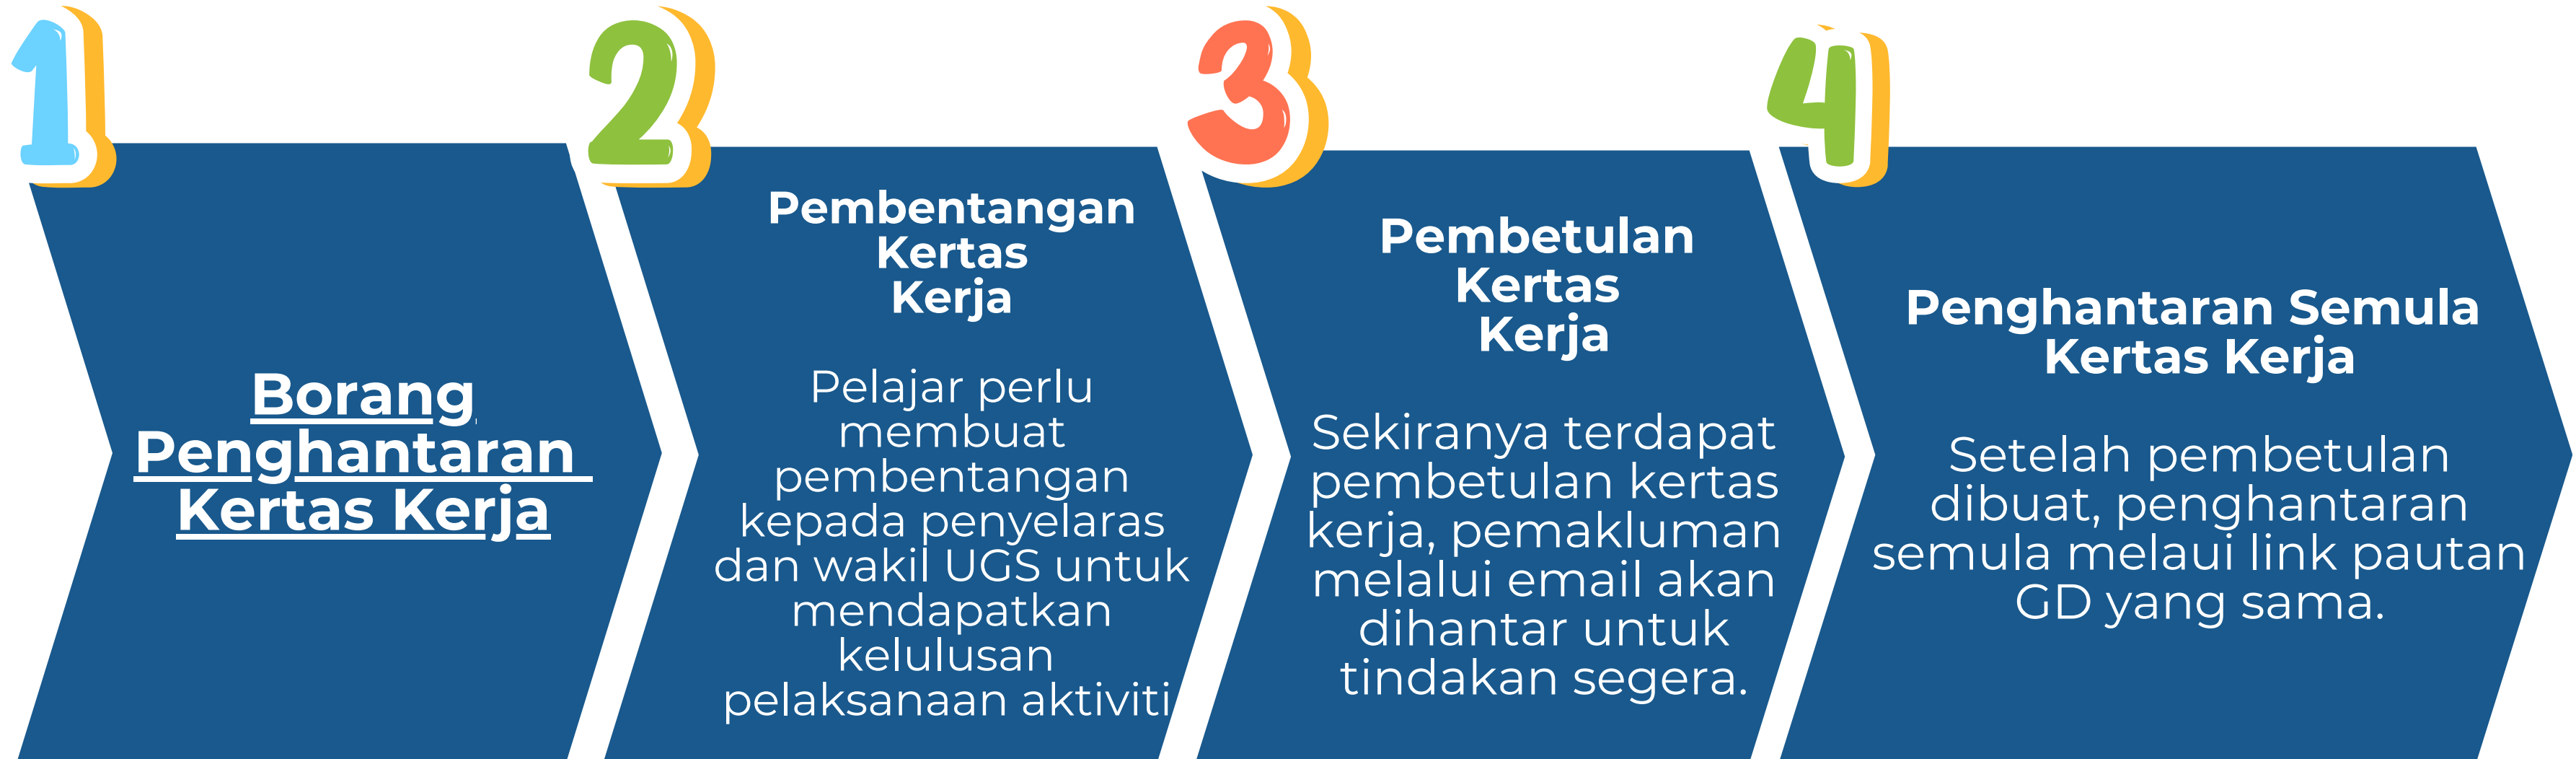 1
Borang
Penghantaran
Kertas Kerja
2
Pembentangan
Kertas
Kerja
Pelajar perlu
membuat
pembentangan
kepada penyelaras
dan wakil UGS untuk
mendapatkan
kelulusan
pelaksanaan aktiviti
3
Pembetulan
Kertas
Kerja
Sekiranya terdapat
pembetulan kertas
kerja, pemakluman
melalui email akan
dihantar untuk
tindakan segera.
4
Penghantaran Semula
Kertas Kerja
Setelah pembetulan
dibuat, penghantaran
semula melaui link pautan
GD yang sama.